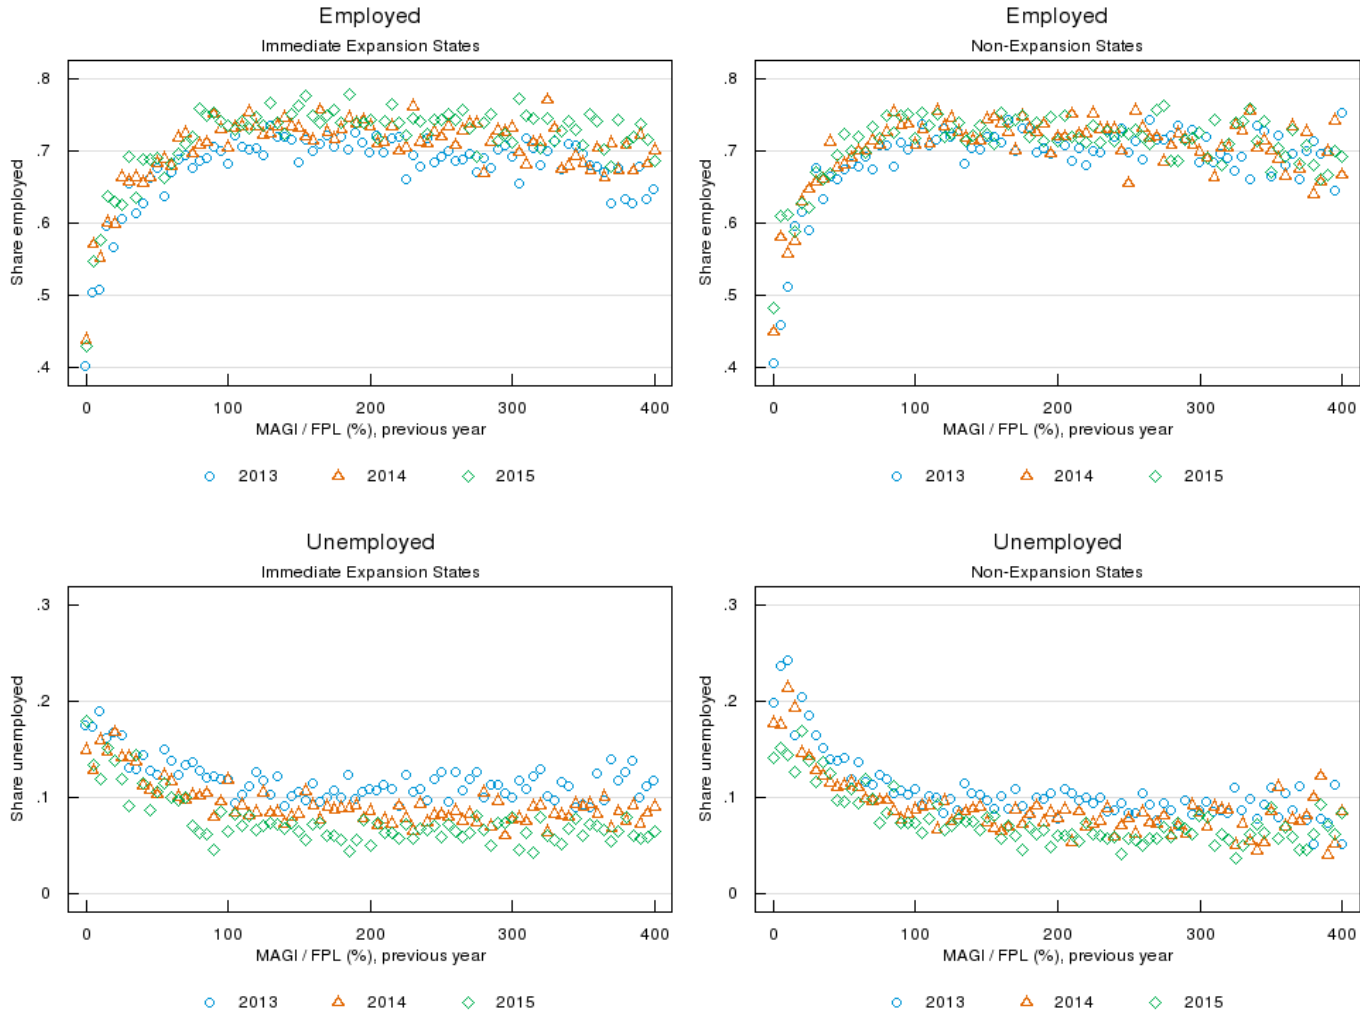 Employed
Immediate Expansion States
Share employed
.8
.7
.6
.5
.4
0 100 200 300 400
MAGI / FPL (%), previous year
2013 2014 2015
Employed
Non-Expansion States
Share employed
.8
.7
.6
.5
.4
0 100 200 300 400
MAGI / FPL (%), previous year
2013 2014 2015
Unemployed
Immediate Expansion States
Share unemployed
.3
.2
.1
0
0 100 200 300 400
MAGI / FPL (%), previous year
2013 2014 2015
Unemployed
Non-Expansion States
Share unemployed
.3
.2
.1
0
0 100 200 300 400
MAGI / FPL (%), previous year
2013 2014 2015